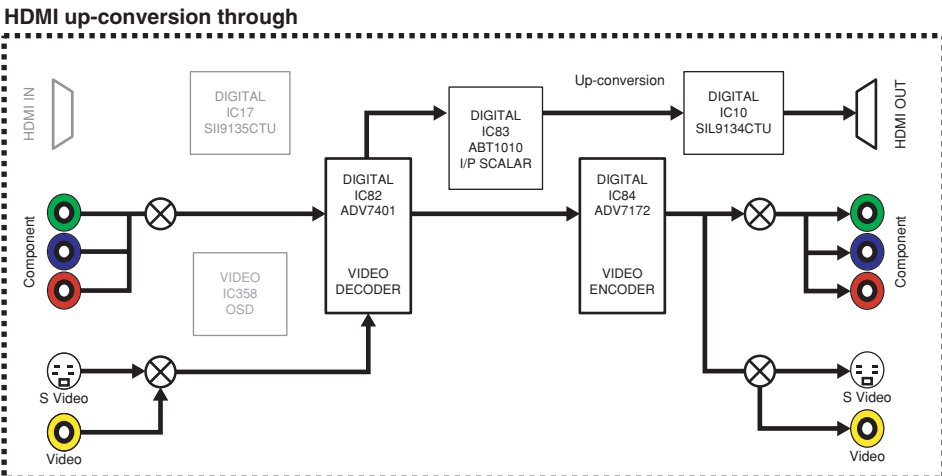 HDMI up-conversion through
HDMI IN
DIGITAL
IC17
SII9135CTU
Up-conversion
DIGITAL
IC83
ABT1010
I/P SCALAR
DIGITAL
IC10
SIL9134CTU
HDMI OUT
Component
DIGITAL
IC82
ADV7401
VIDEO
DECODER
DIGITAL
IC84
ADV7172
VIDEO
ENCODER
Component
VIDEO
IC358
OSD
S Video
Video
S Video
Video